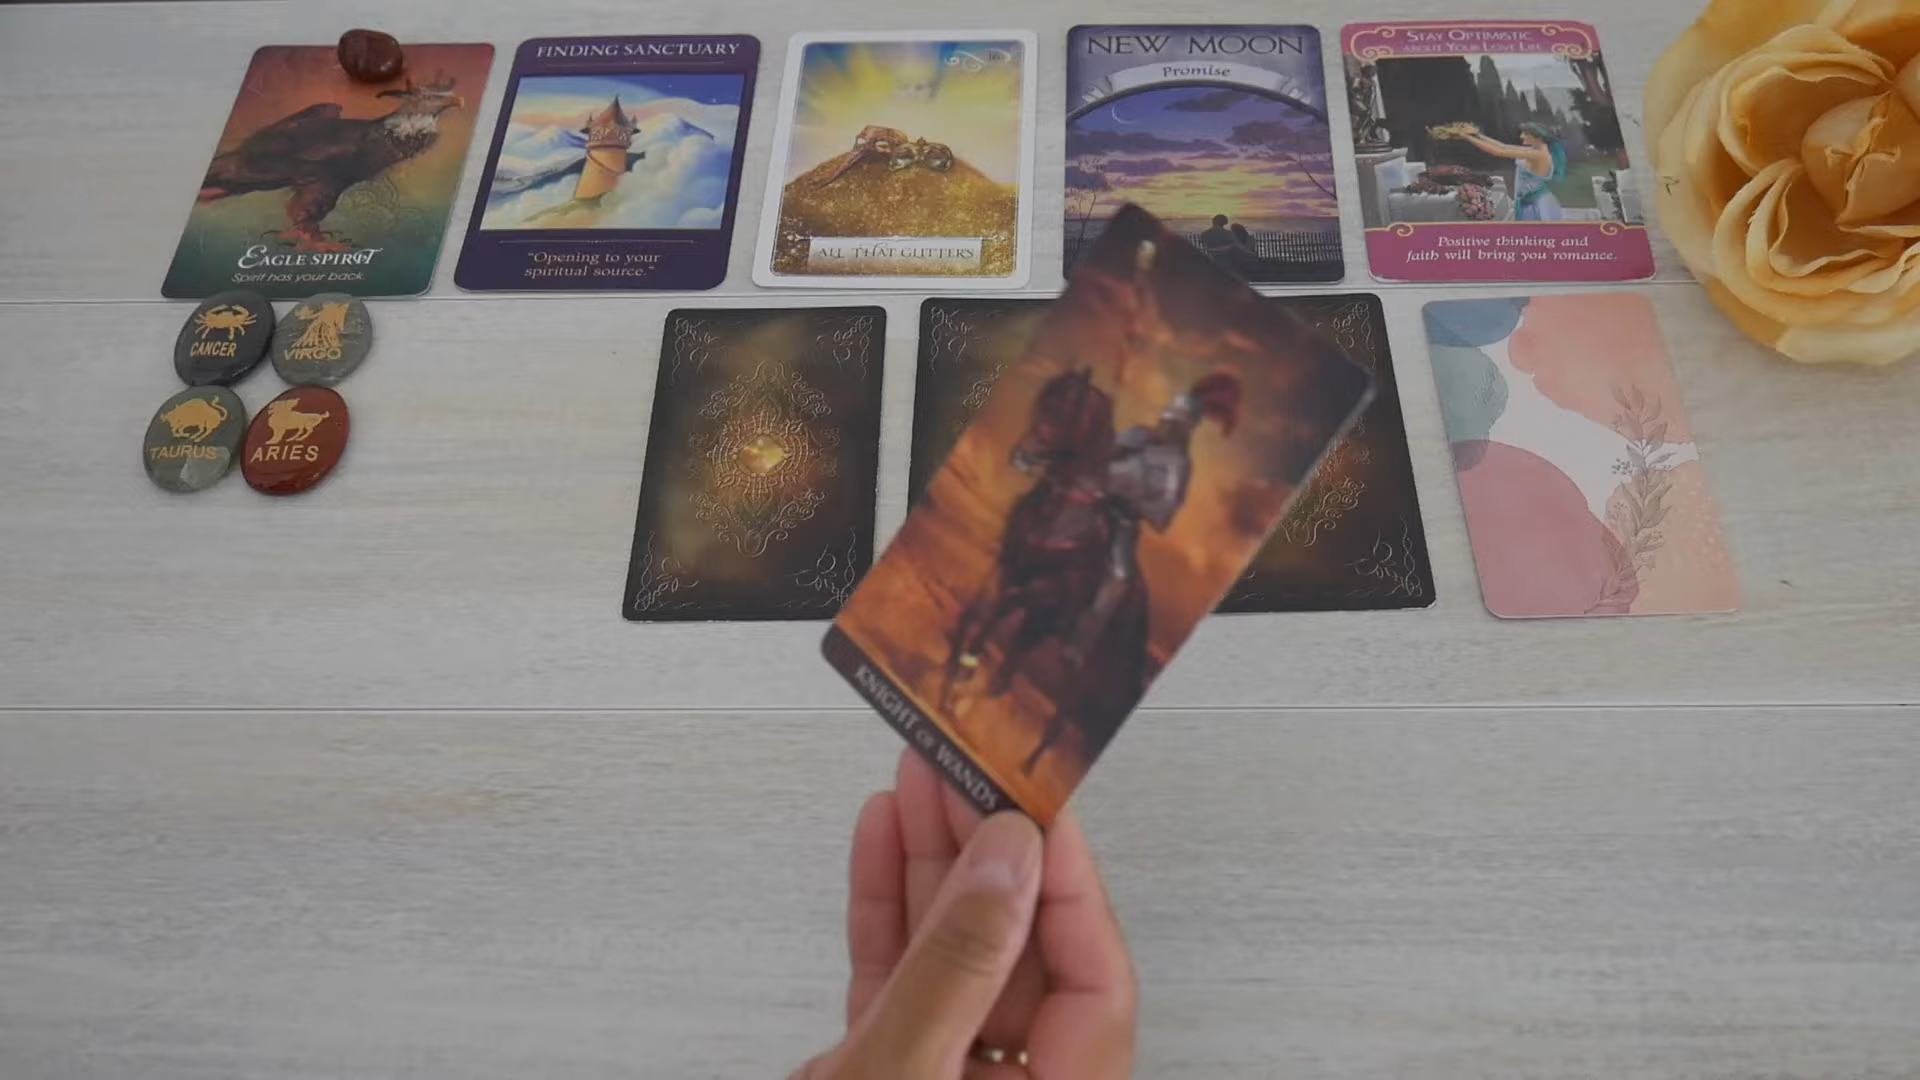 EAGLE SPIRIT
Spirit has your back.
FINDING SANCTUARY
"Opening to your
spiritual source."
16
ALL THAT GLITTERS
NEW MOON
Promise
STAY OPTIMISTIC
ABOUT YOUR LOVE LIFE
Positive thinking and
faith will bring you romance.
CANCER
VIRGO
TAURUS
ARIES
KNIGHT OF WANDS